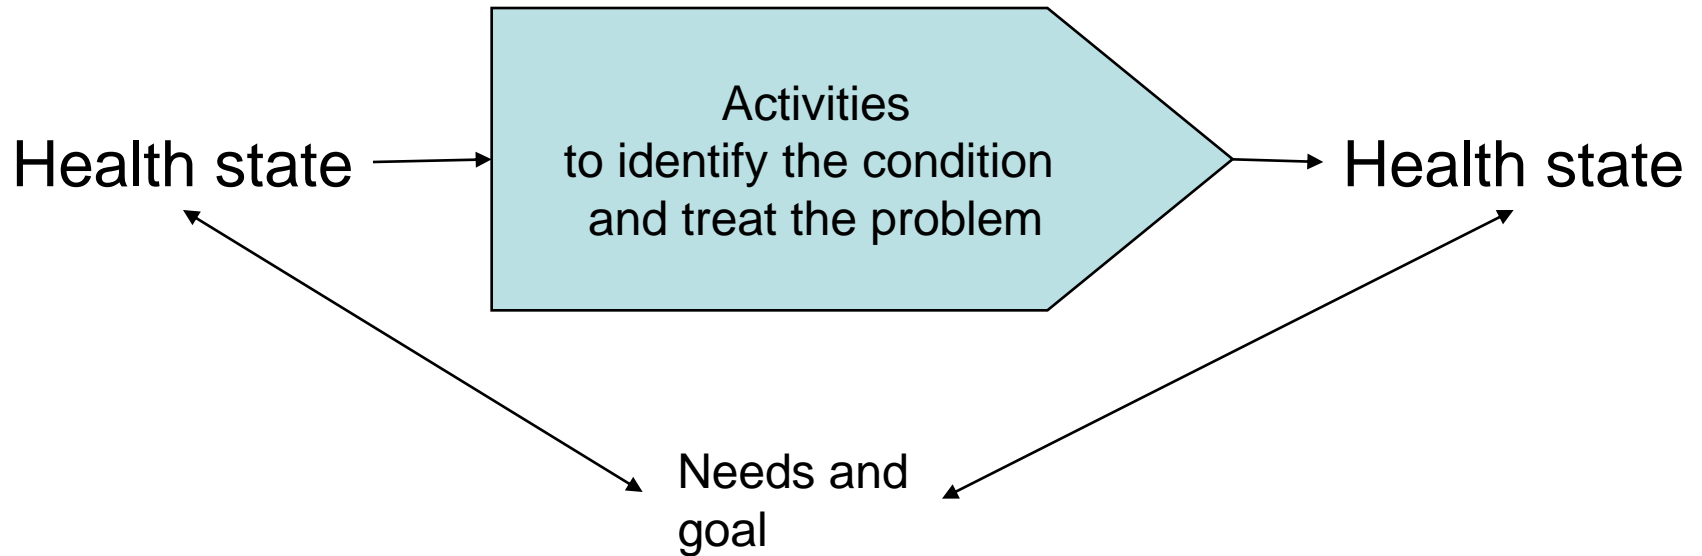 Health state
Activities
to identify the condition
and treat the problem
Health state
Needs and
goal